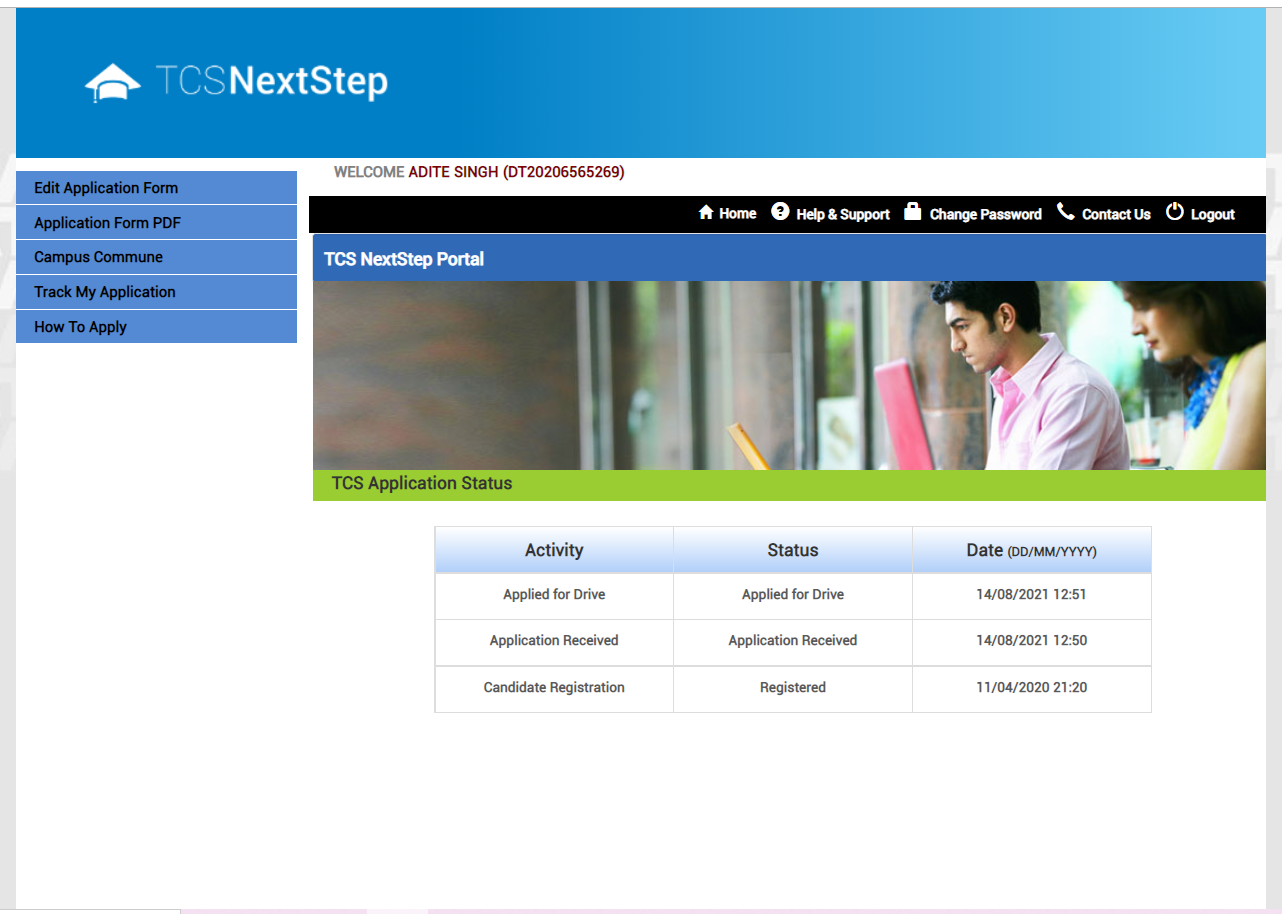 TCSNextStep
WELCOME ADITE SINGH (DT20206565269)
Edit Application Form
Application Form PDF
Campus Commune
Track My Application
How To Apply
Home Help & Support Change Password Contact Us Logout
TCS NextStep Portal
TCS Application Status
Activity Status Date (DD/MM/YYYY)
Applied for Drive Applied for Drive 14/08/2021 12:51
Application Received Application Received 14/08/2021 12:50
Candidate Registration Registered 11/04/2020 21:20